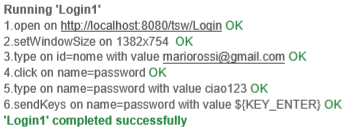 Running 'Login1'
1.open on http://localhost:8080/tsw/Login OK
2.setWindowSize on 1382x754 OK
3.type on id=nome with value mariorossi@gmail.com OK
4.click on name=password OK
5.type on name=password with value ciao123 OK
6.sendKeys on name=password with value ${KEY_ENTER} OK
'Login1' completed successfully